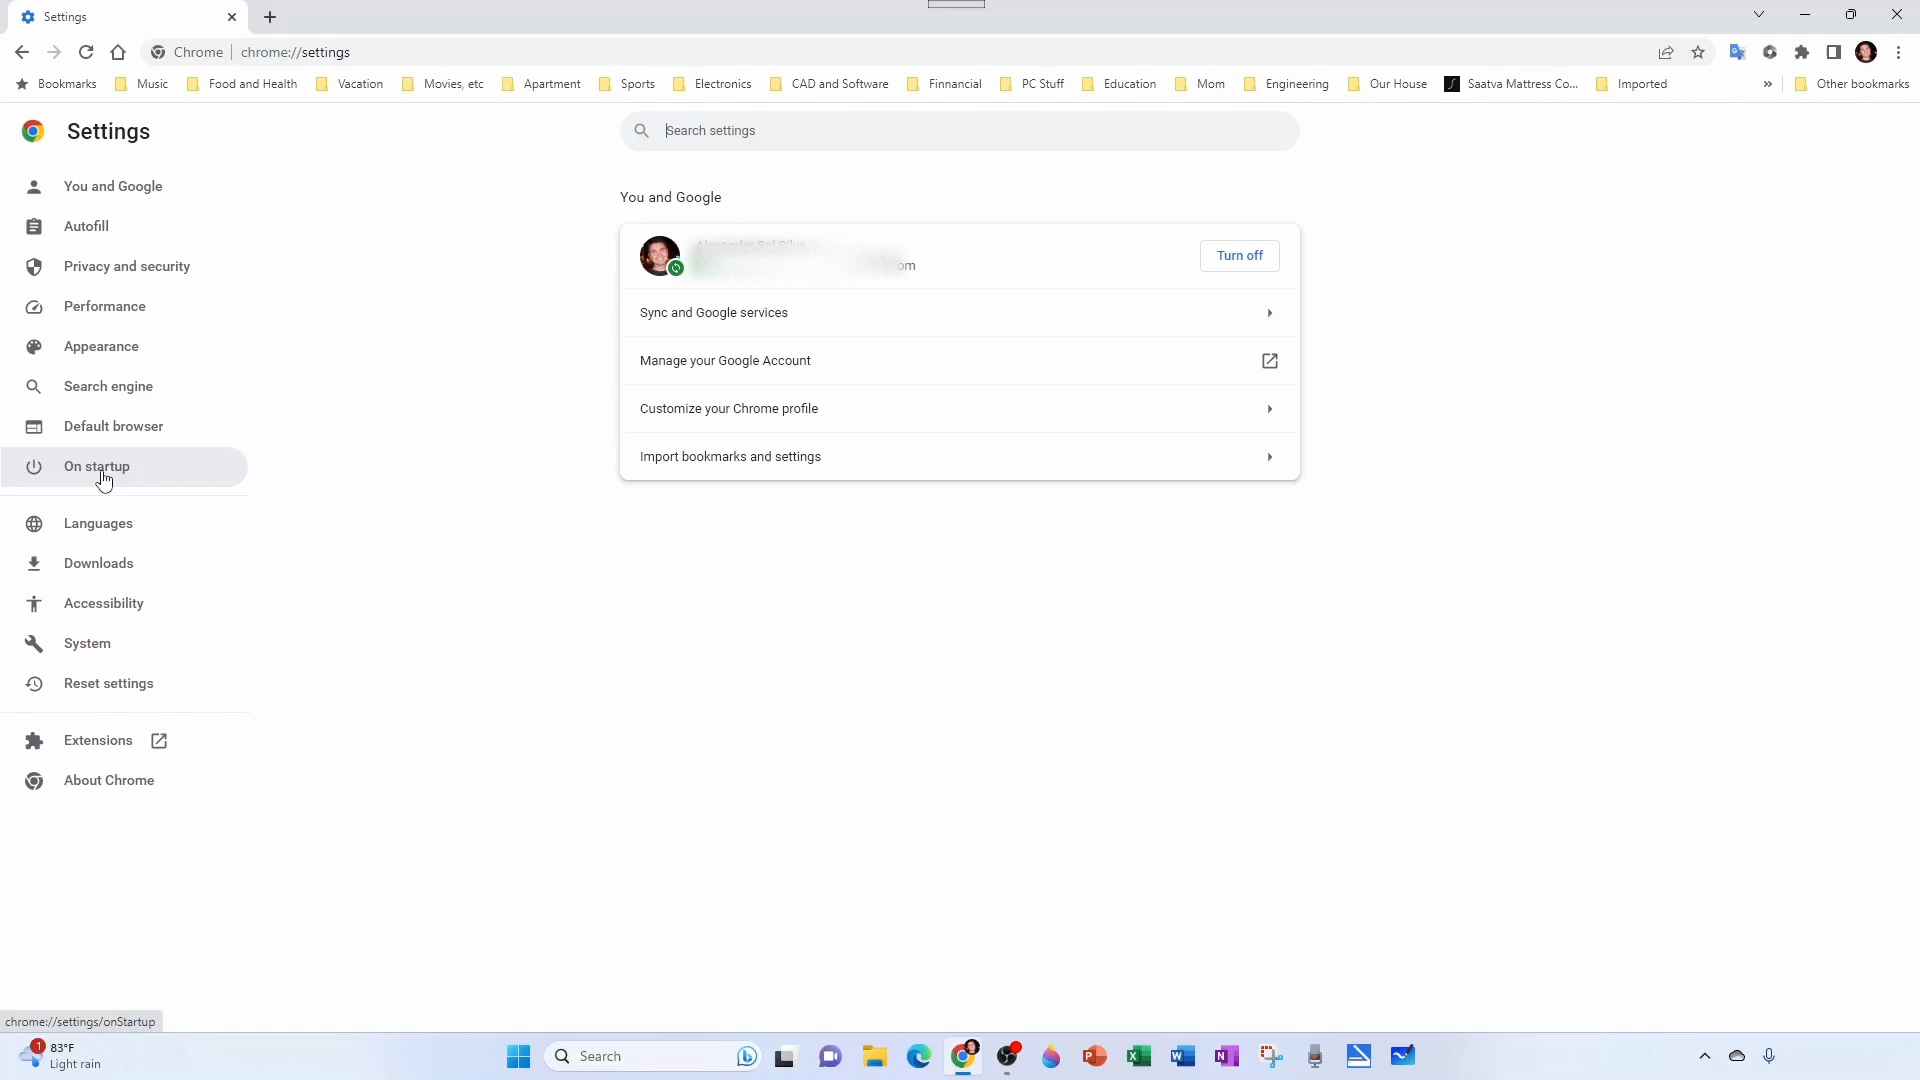 Settings
Chrome
chrome://settings
Bookmarks
Music
Food and Health
Vacation
Movies, etc
Apartment
Sports
Electronics
CAD and Software
Finnancial
PC Stuff
Education
Mom
Engineering
Our House
Saatva Mattress Co...
Imported
»
Other bookmarks
Settings
Search settings
You and Google
Autofill
Privacy and security
Performance
Appearance
Search engine
Default browser
On startup
Languages
Downloads
Accessibility
System
Reset settings
Extensions
About Chrome
You and Google
om
Turn off
Sync and Google services
Manage your Google Account
Customize your Chrome profile
Import bookmarks and settings
chrome://settings/onStartup
1
83°F
Light rain
Search